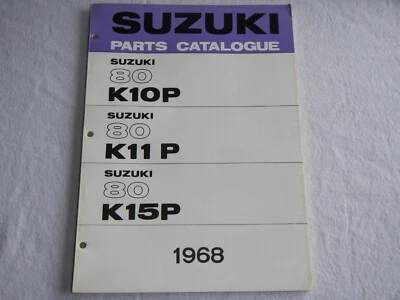 SUZUKI
PARTS CATALOGUE
SUZUKI
80
K10P
SUZUKI
80
K11 P
SUZUKI
80
K15P
1968